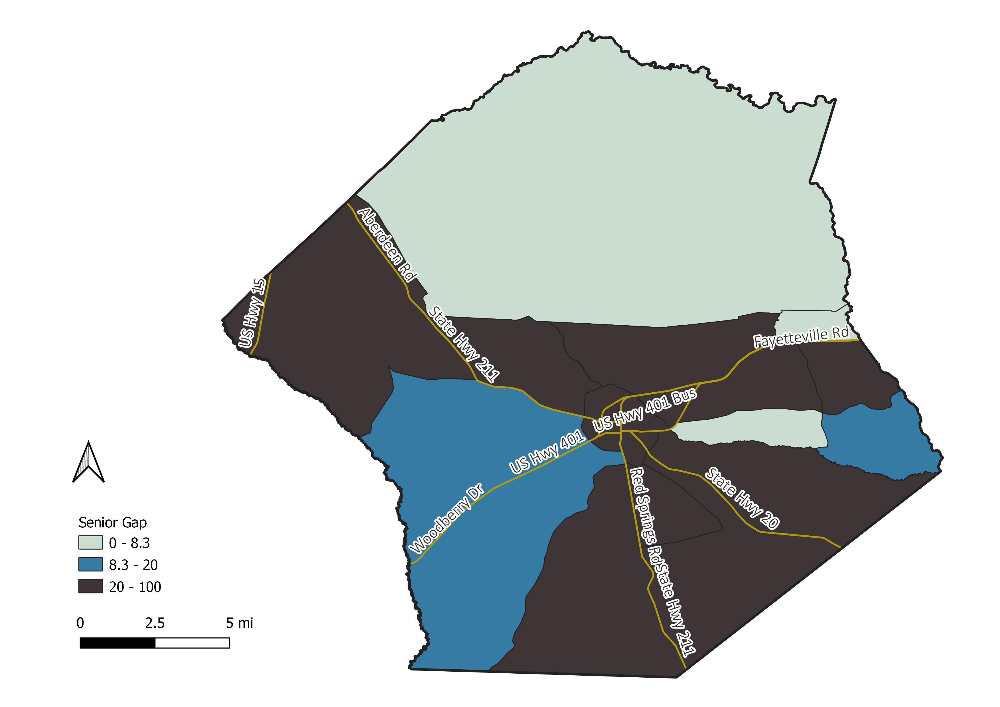 Aberdeen Rd
US Hwy 15
State Hwy 211
Fayetteville Rd
US Hwy 401 Bus
US Hwy 401
Woodberry Dr
Red Springs Rd
State Hwy 20
State Hwy 211
Senior Gap
0 - 8.3
8.3 - 20
20 - 100
0 2.5 5 mi